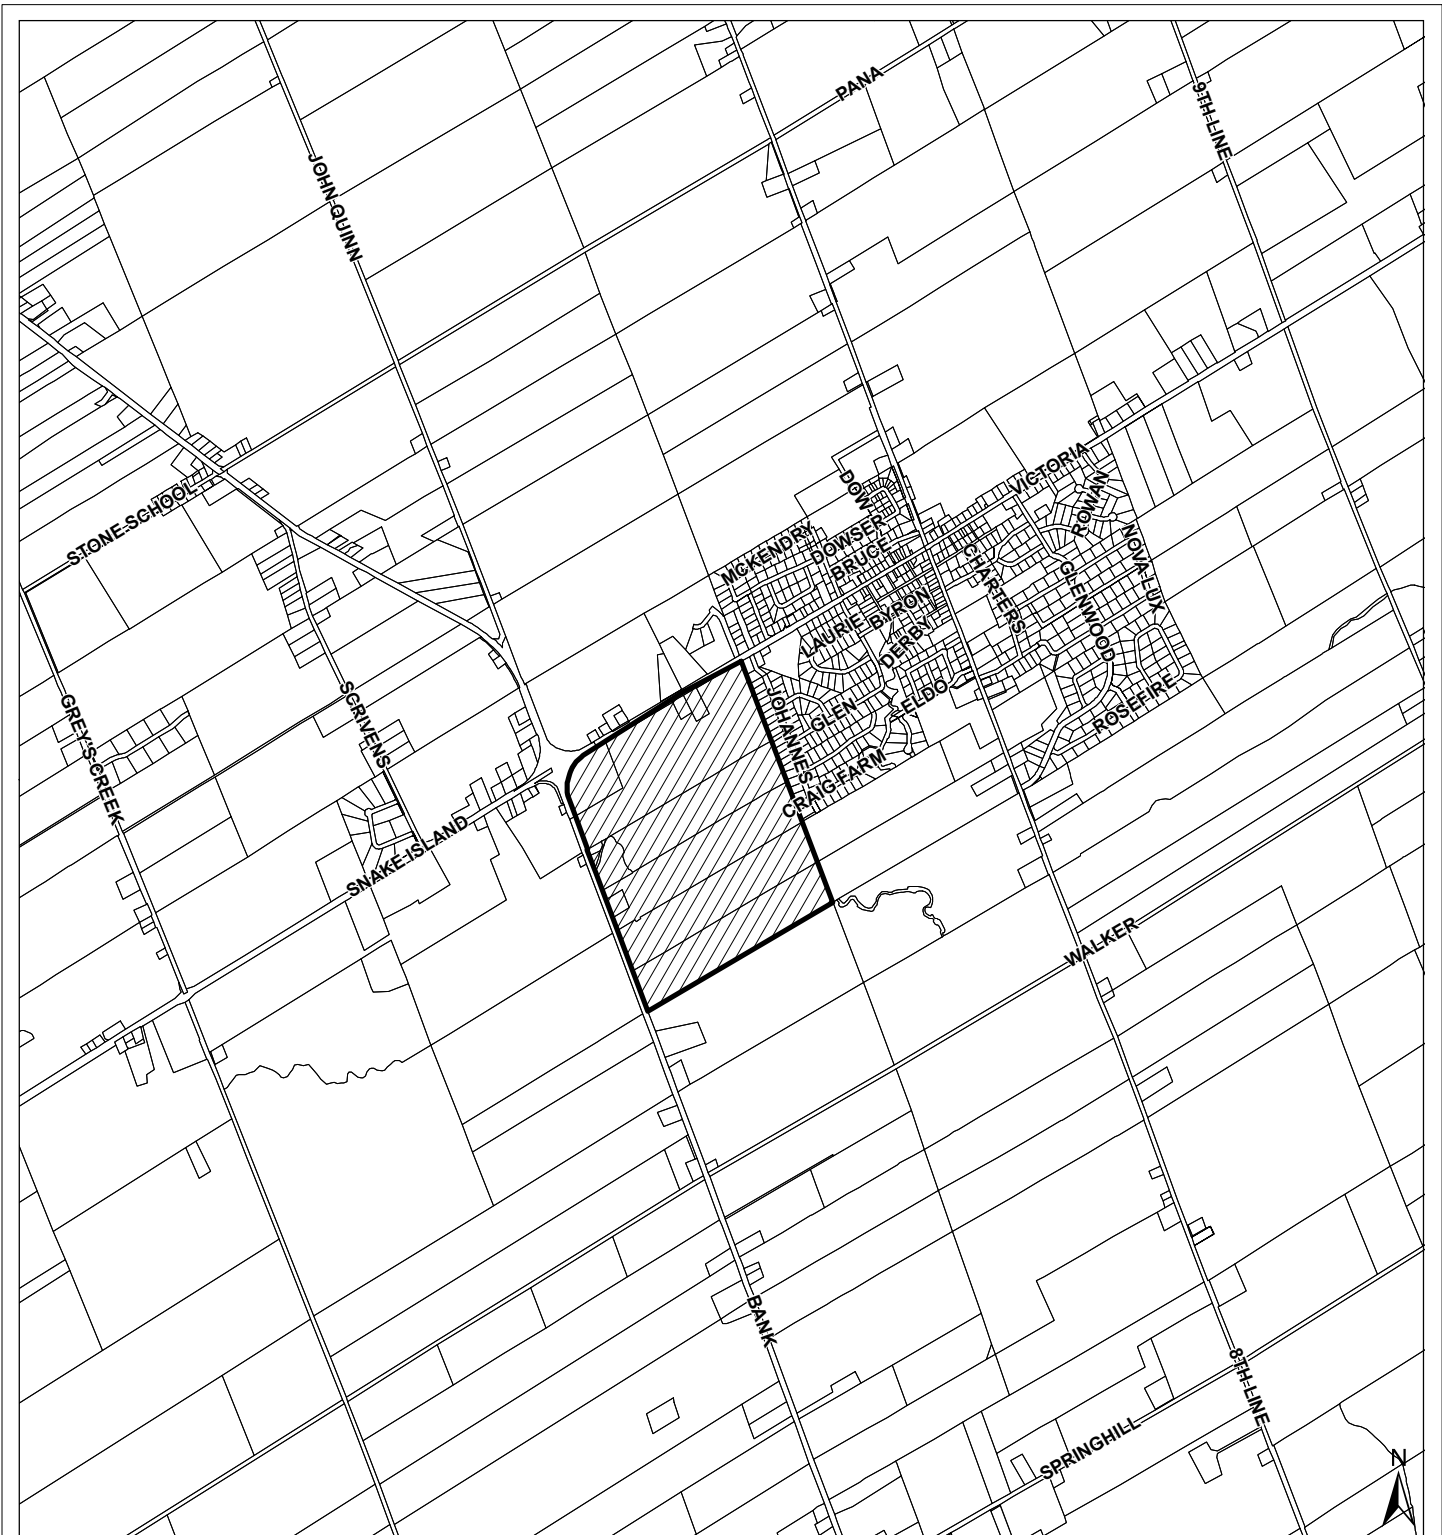 PANA
9TH LINE
JOHN QUINN
VICTORIA
DOW
ROWAN
STONE SCHOOL
DOWSER
MCKENDRY
BRUCE
NOVA LUX
CHARTERS
GLENWOOD
BYRON
LAURIE
DERBY
SCRIVENS
GREY'S CREEK
JOHANNES
GLEN
ELDO
ROSEFIRE
CRAIG FARM
SNAKE ISLAND
WALKER
BANK
8TH LINE
SPRINGHILL
N